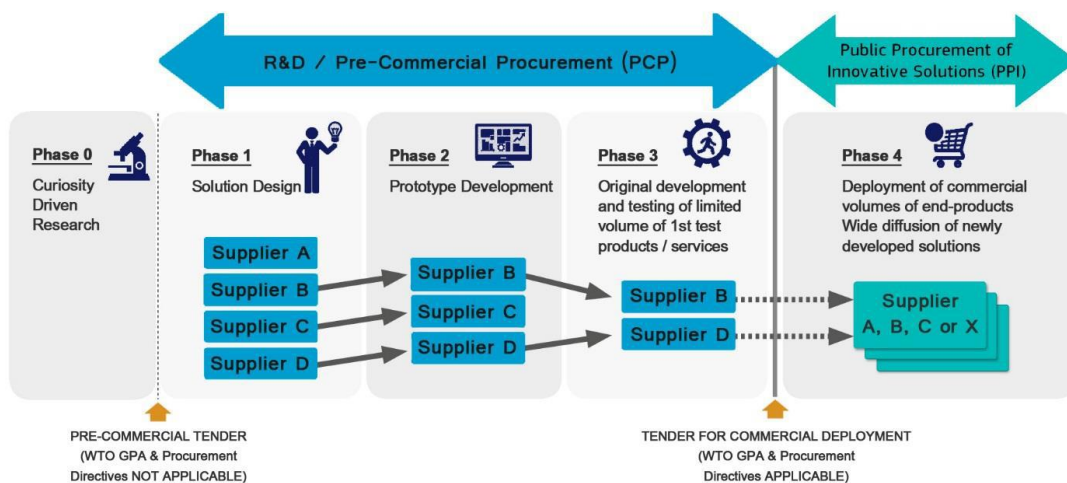 R&D / Pre-Commercial Procurement (PCP)
Public Procurement of
Innovative Solutions (PPI)
Phase 0
Curiosity
Driven
Research
Phase 1
Solution Design
Supplier A
Supplier B
Supplier C
Supplier D
Phase 2
Prototype Development
Supplier B
Supplier C
Supplier D
Phase 3
Original development
and testing of limited
volume of 1st test
products / services
Supplier B
Supplier D
Phase 4
Deployment of commercial
volumes of end-products
Wide diffusion of newly
developed solutions
Supplier
A, B, C or X
PRE-COMMERCIAL TENDER
(WTO GPA & Procurement
Directives NOT APPLICABLE)
TENDER FOR COMMERCIAL DEPLOYMENT
(WTO GPA & Procurement
Directives APPLICABLE)